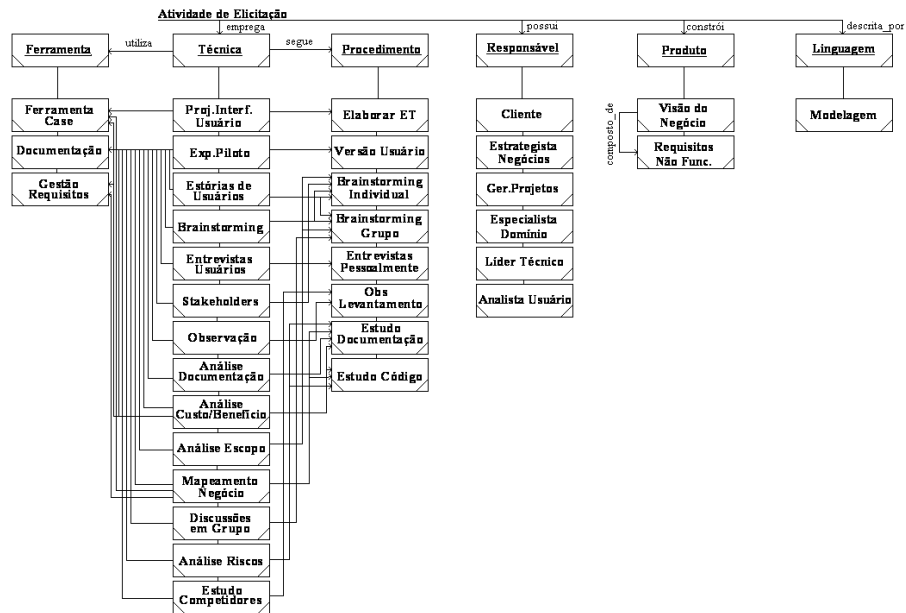 Atividade de Elicitação
emprega
possui
constrói
descrita_por
Ferramenta
utiliza
Técnica
segue
Procedimento
Responsável
Produto
Linguagem
Ferramenta
Case
Documentação
Gestão
Requisitos
Proj.Interf.
Usuário
Exp.Piloto
Estórias de
Usuários
Brainstorming
Entrevistas
Usuários
Stakeholders
Observação
Análise
Documentação
Análise
Custo/Benefício
Análise Escopo
Mapeamento
Negócio
Discussões
em Grupo
Análise Riscos
Estudo
Competidores
Elaborar ET
Versão Usuário
Brainstorming
Individual
Brainstorming
Grupo
Entrevistas
Pessoalmente
Obs
Levantamento
Estudo
Documentação
Estudo Código
Cliente
Estrategista
Negócios
Ger.Projetos
Especialista
Domínio
Líder Técnico
Analista Usuário
composto_de
Visão do
Negócio
Requisitos
Não Func.
Modelagem